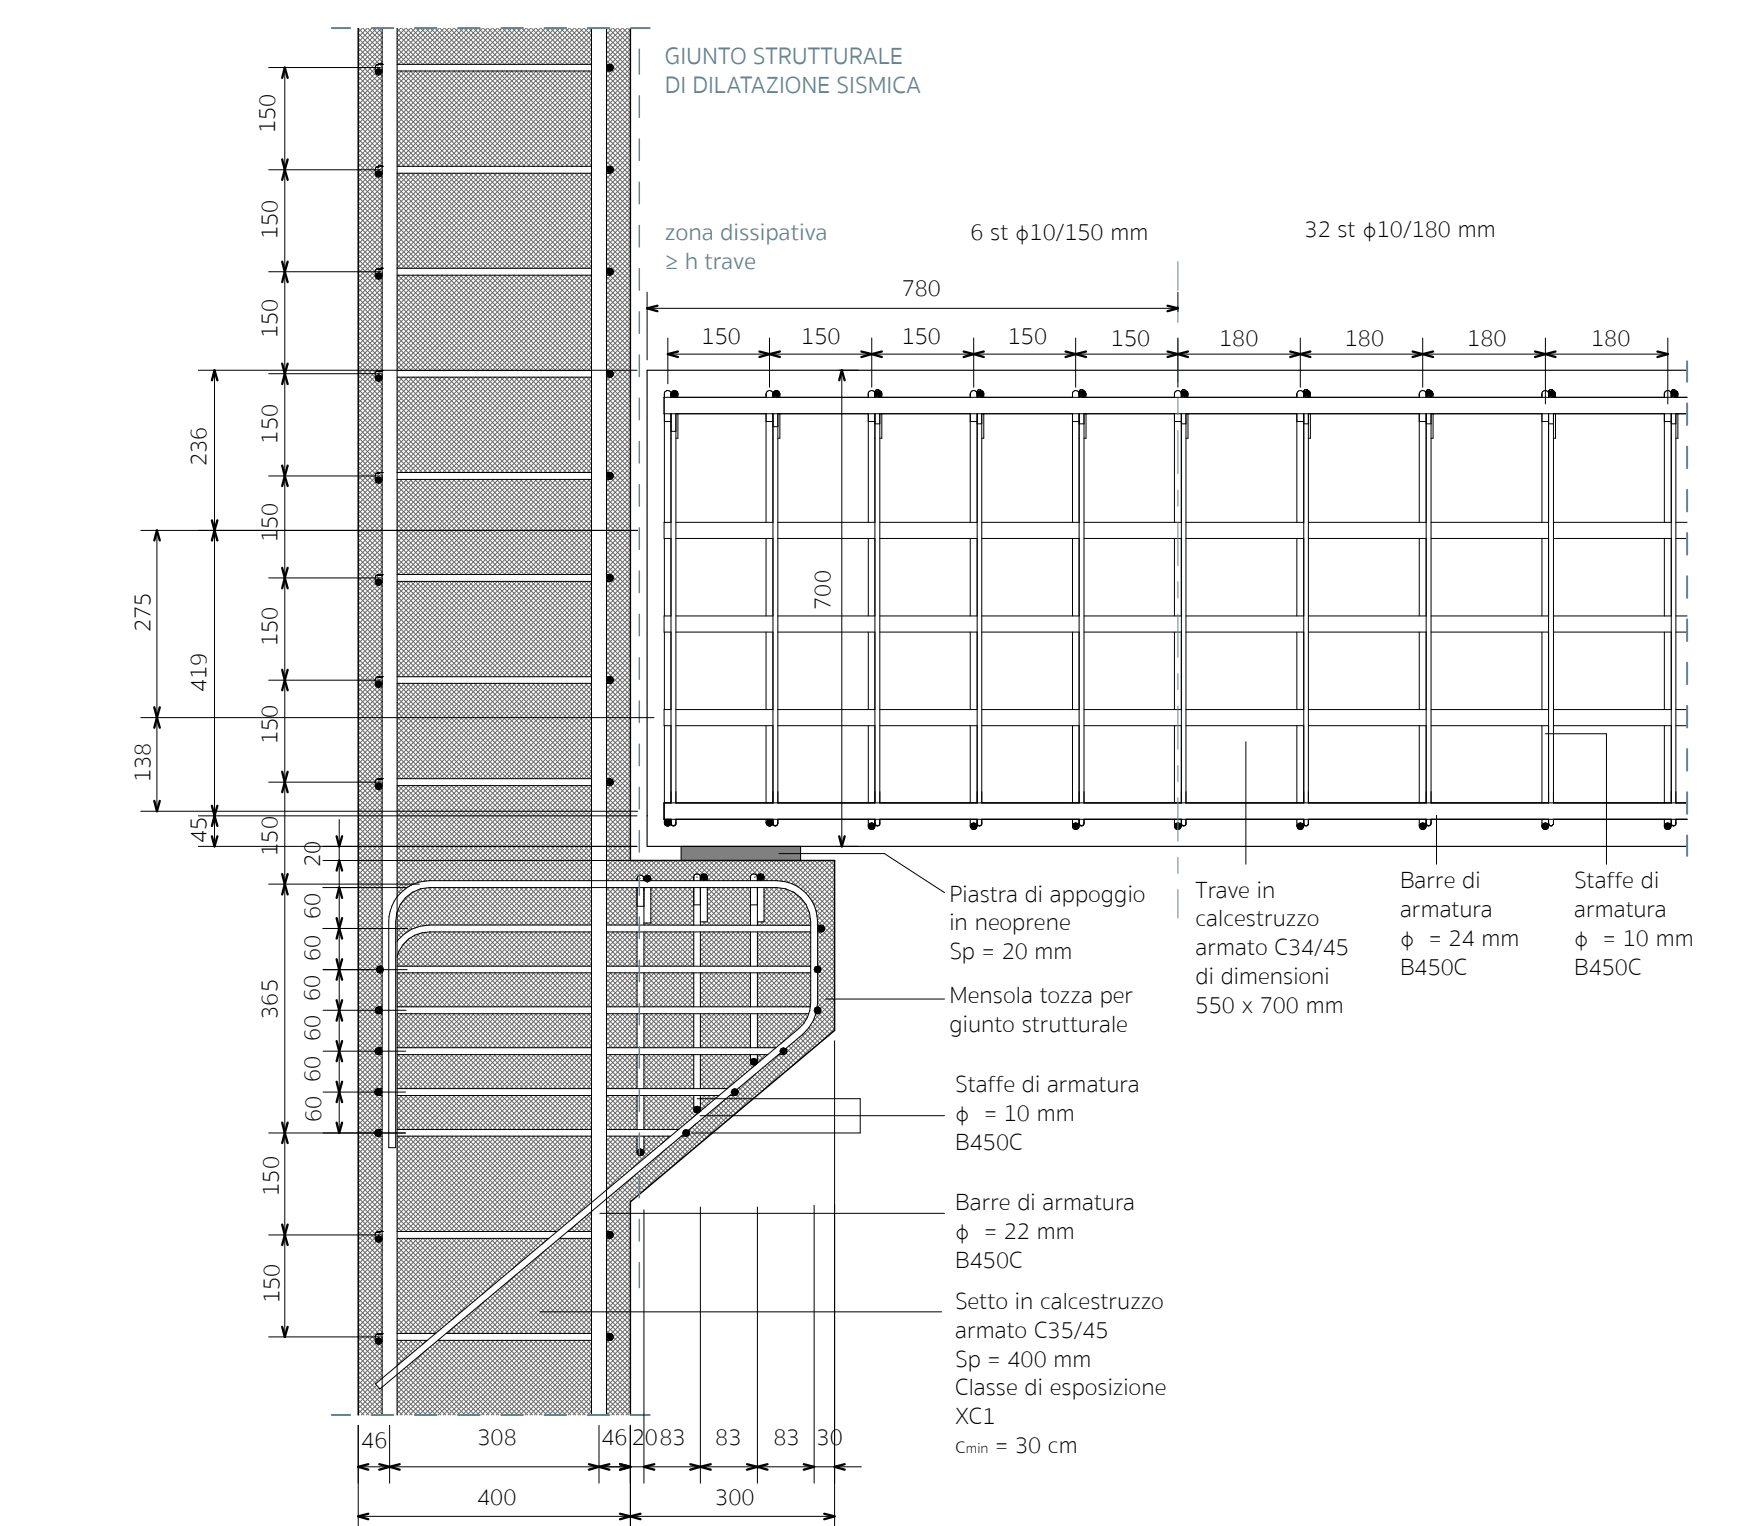 GIUNTO STRUTTURALE
DI DILATAZIONE SISMICA
zona dissipativa
≥ h trave
6 st ϕ10/150 mm
32 st ϕ10/180 mm
780
150
150
150
150
150
180
180
180
180
700
150
150
150
150
150
150
150
150
365
150
150
236
419
45
275
138
20
60
60
60
60
60
60
Piastra di appoggio
in neoprene
Sp = 20 mm
Mensola tozza per
giunto strutturale
Staffe di armatura
ϕ = 10 mm
B450C
Barre di armatura
ϕ = 22 mm
B450C
Setto in calcestruzzo
armato C35/45
Sp = 400 mm
Classe di esposizione
XC1
Cmin = 30 cm
Trave in
calcestruzzo
armato C34/45
di dimensioni
550 x 700 mm
Barre di
armatura
ϕ = 24 mm
B450C
Staffe di
armatura
ϕ = 10 mm
B450C
46
308
46
20
83
83
83
30
400
300